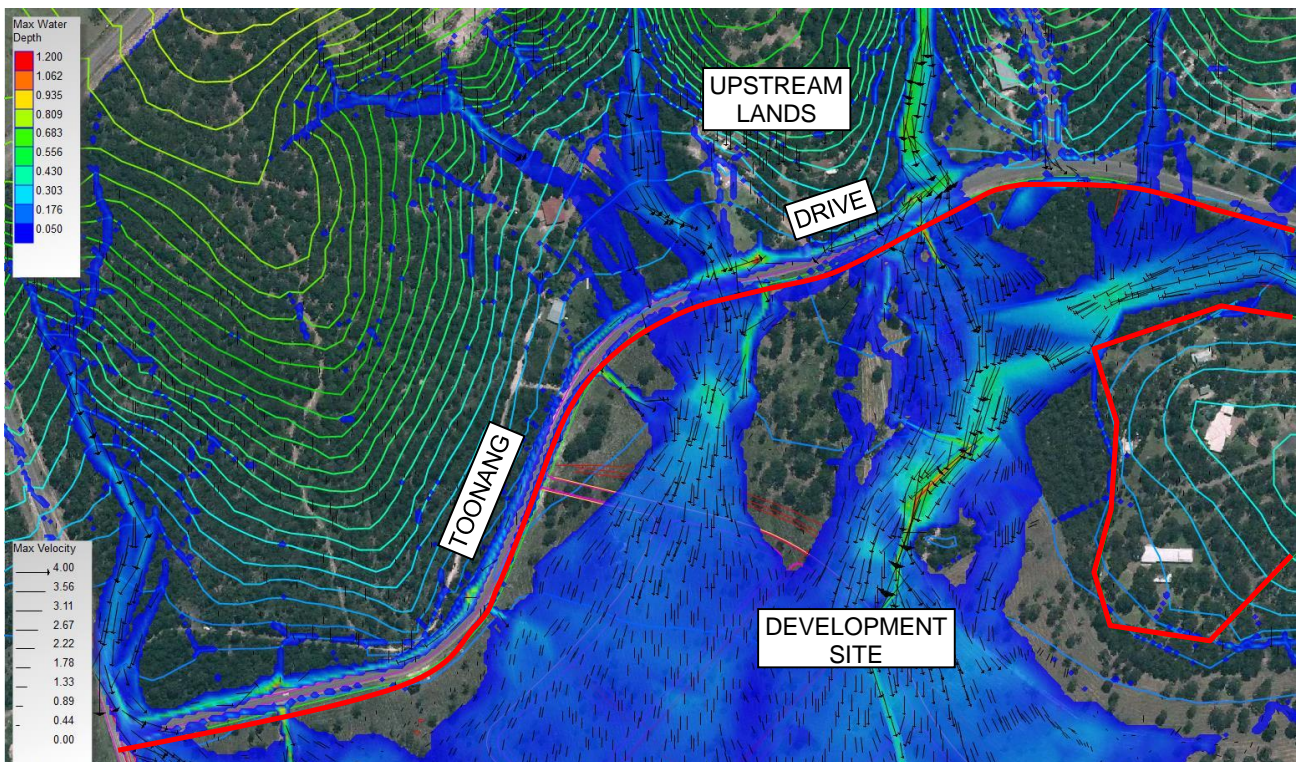 Max Water
Depth
1.200
1.062
0.935
0.809
0.683
0.556
0.430
0.303
0.176
0.050
UPSTREAM
LANDS
DRIVE
TOONANG
DEVELOPMENT
SITE
Max Velocity
4.00
3.56
3.11
2.67
2.22
1.78
1.33
0.89
0.44
0.00